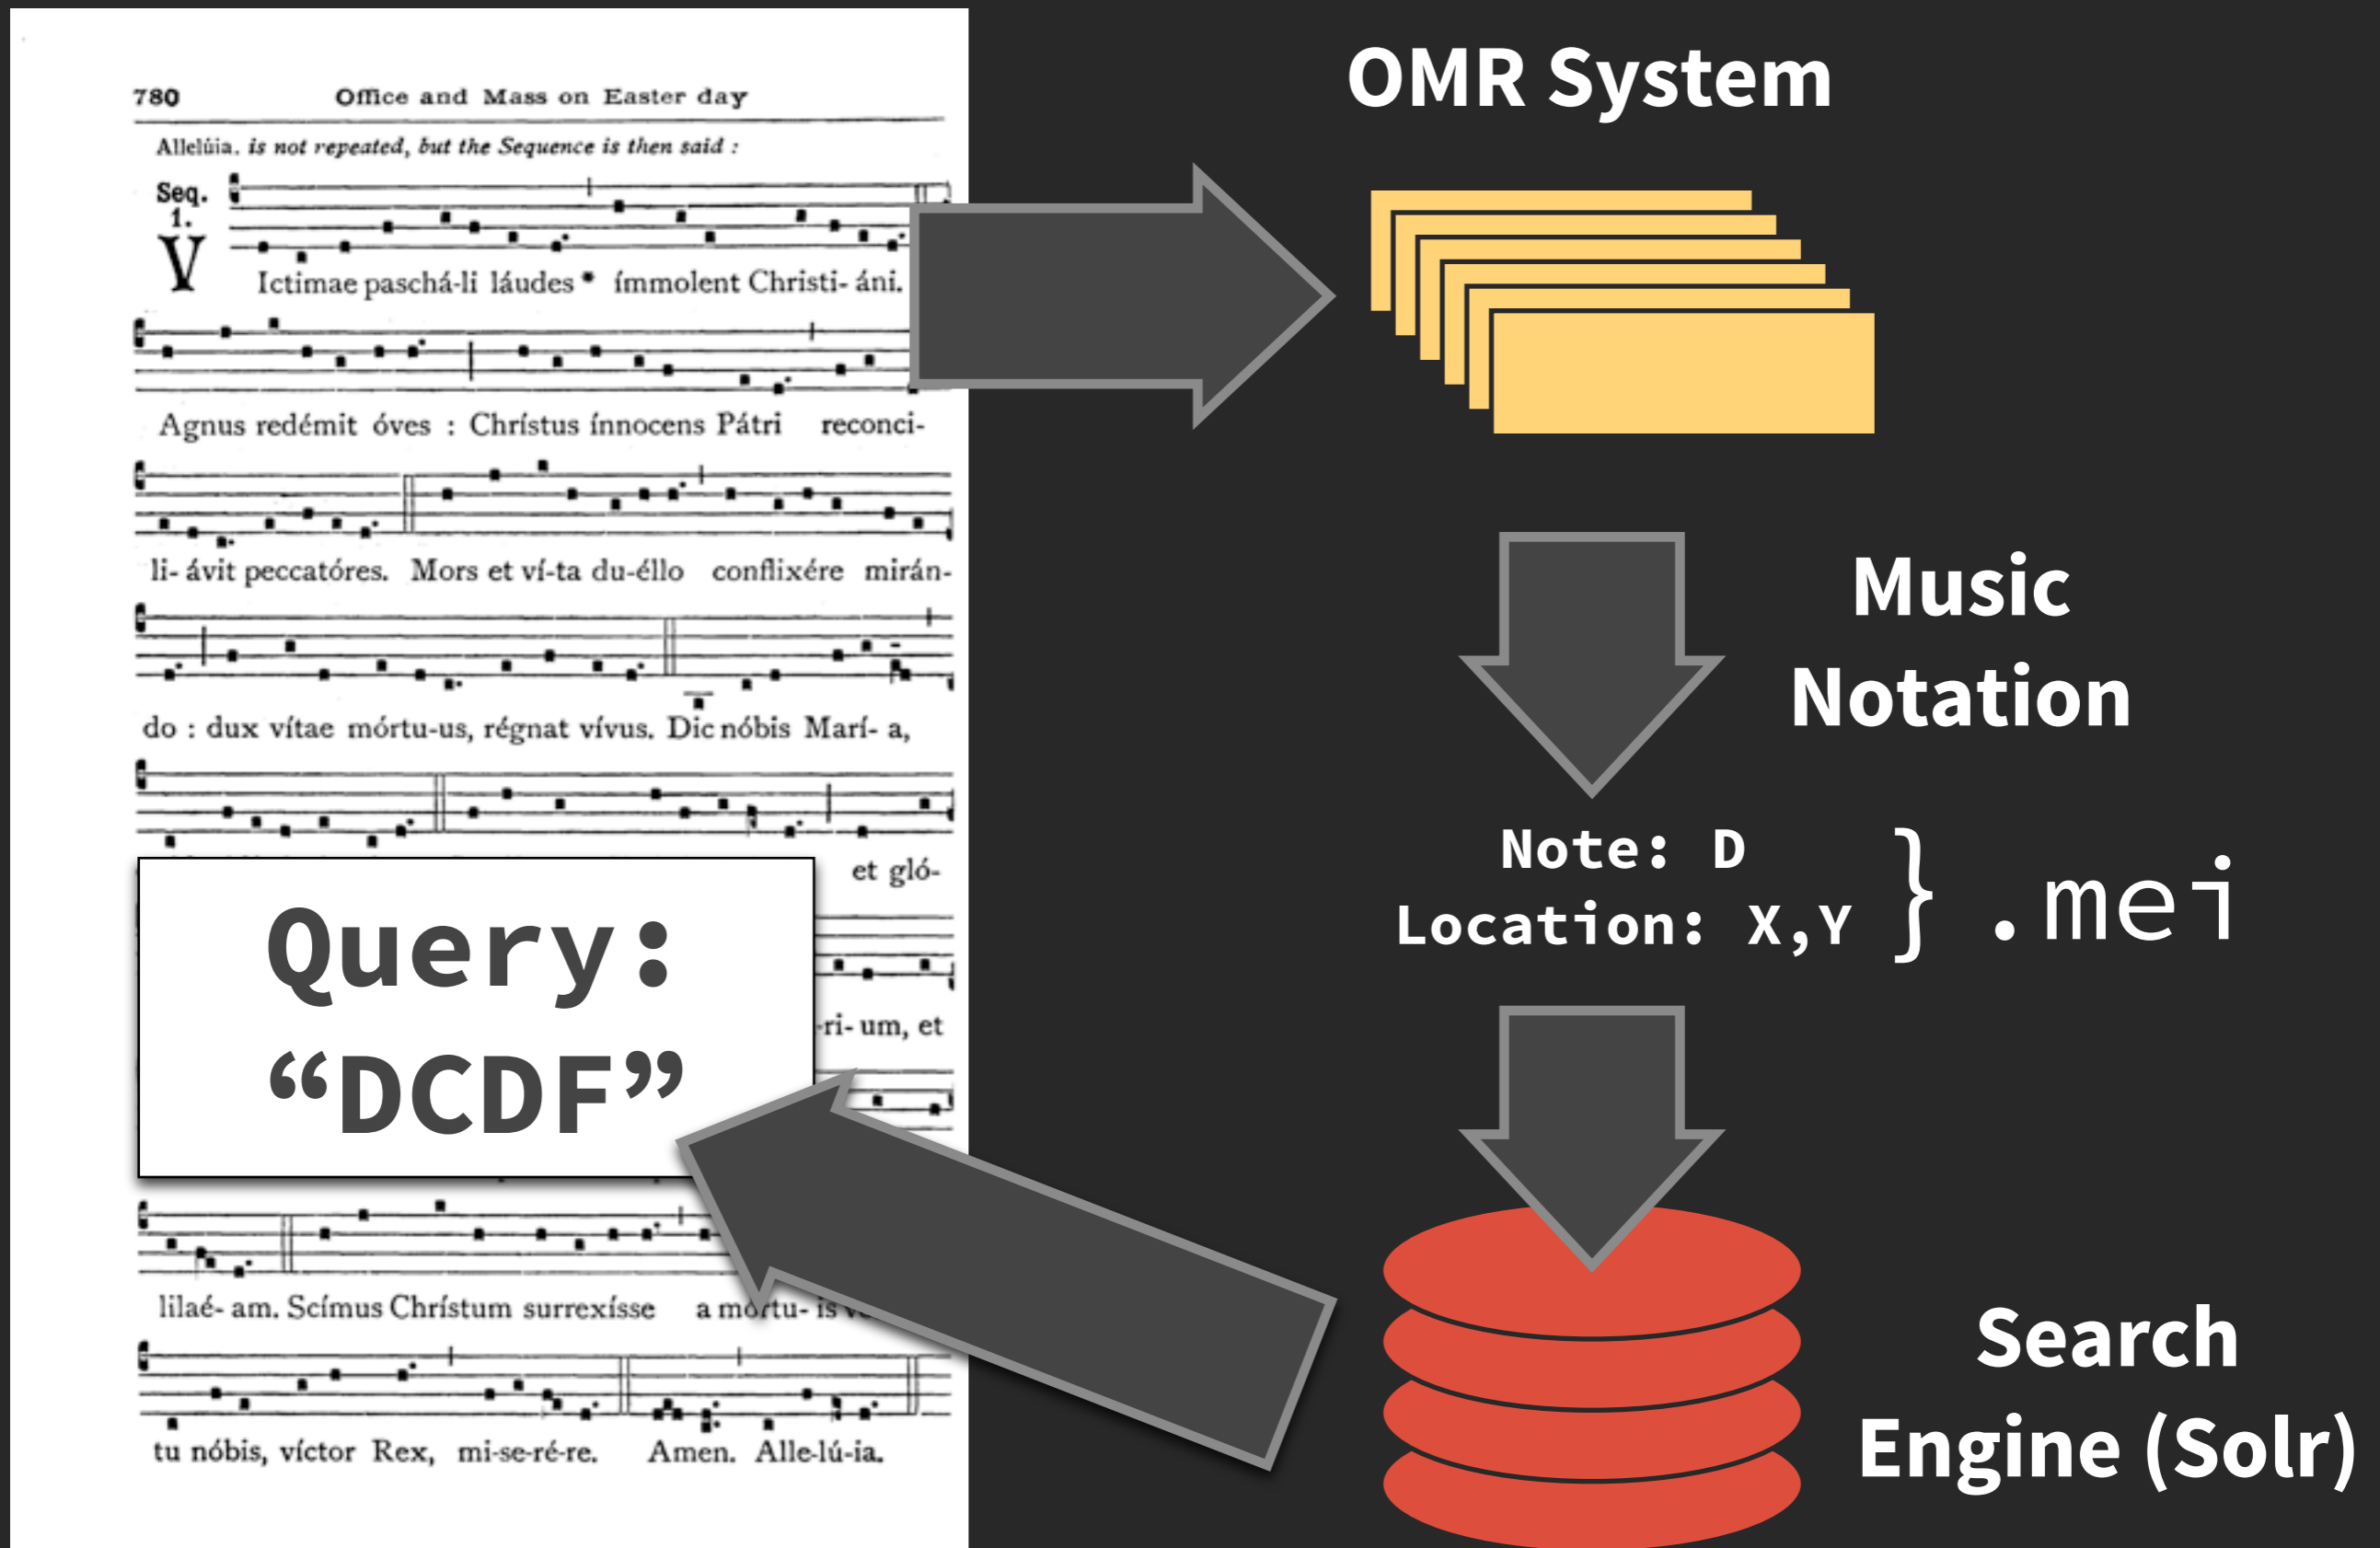 780 Office and Mass on Easter day
Allelúia. is not repeated, but the Sequence is then said :
Seq.
1.
V
Ictimae paschá-li láudes * ímmolent Christi- áni.
Agnus redémit óves : Chrístus ínnocens Pátri reconci-
li- ávit peccatóres. Mors et ví-ta du-éllo conflixére mirán-
do : dux vítae mórtu-us, régnat vívus. Dic nóbis Marí- a,
et gló-
-ri- um, et
lilaé- am. Scímus Chrístum surrexísse a mórtu- is
tu nóbis, víctor Rex, mi-se-ré-re. Amen. Alle-lú-ia.
Query:
“DCDF”
OMR System
Music
Notation
Note: D
Location: X,Y } .mei
Search
Engine (Solr)